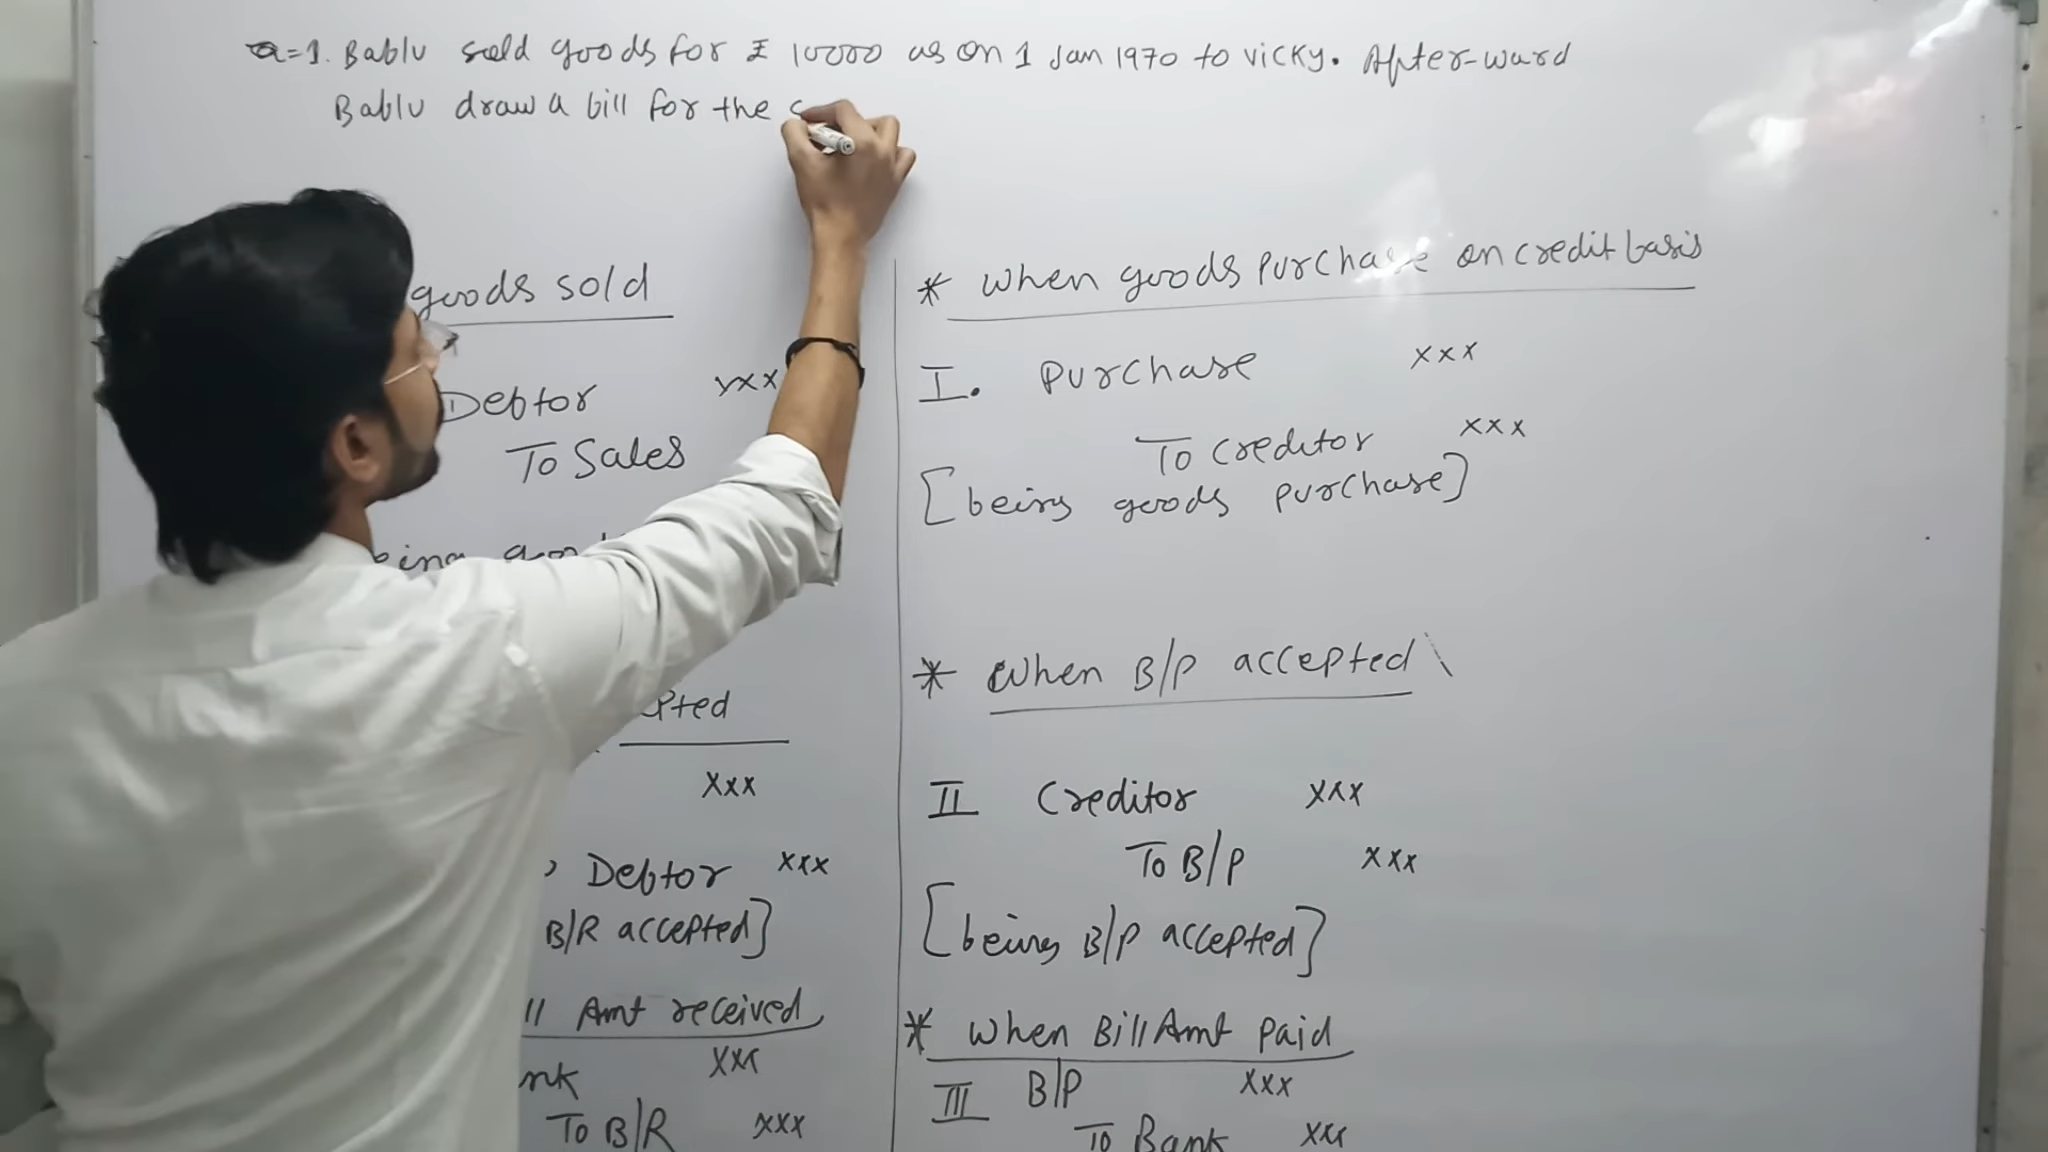 Q=1. Bablu sold goods for ₹ 10000 as on 1 Jan 1970 to vicky. After-ward
Bablu draw a bill for the
goods sold
Debtor xxx
To Sales
xxx
Debtor xxx
B/R accepted]
Amt received
xxx
To B/R xxx
* when goods purchase on credit basis
I. purchase xxx
To creditor xxx
[being goods purchase]
* when B/P accepted
II Creditor xxx
To B/P xxx
[being B/P accepted]
* when Bill Amt paid
III B/P xxx
To Bank xxx